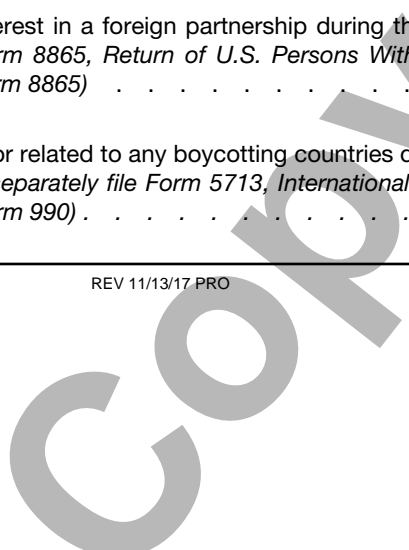 erest in a foreign partnership during th
rm 8865, Return of U.S. Persons With
rm 8865) . . . . . . . . .
or related to any boycotting countries
separately file Form 5713, International
rm 990) . . . . . . . . . . .
REV 11/13/17 PRO
Copy